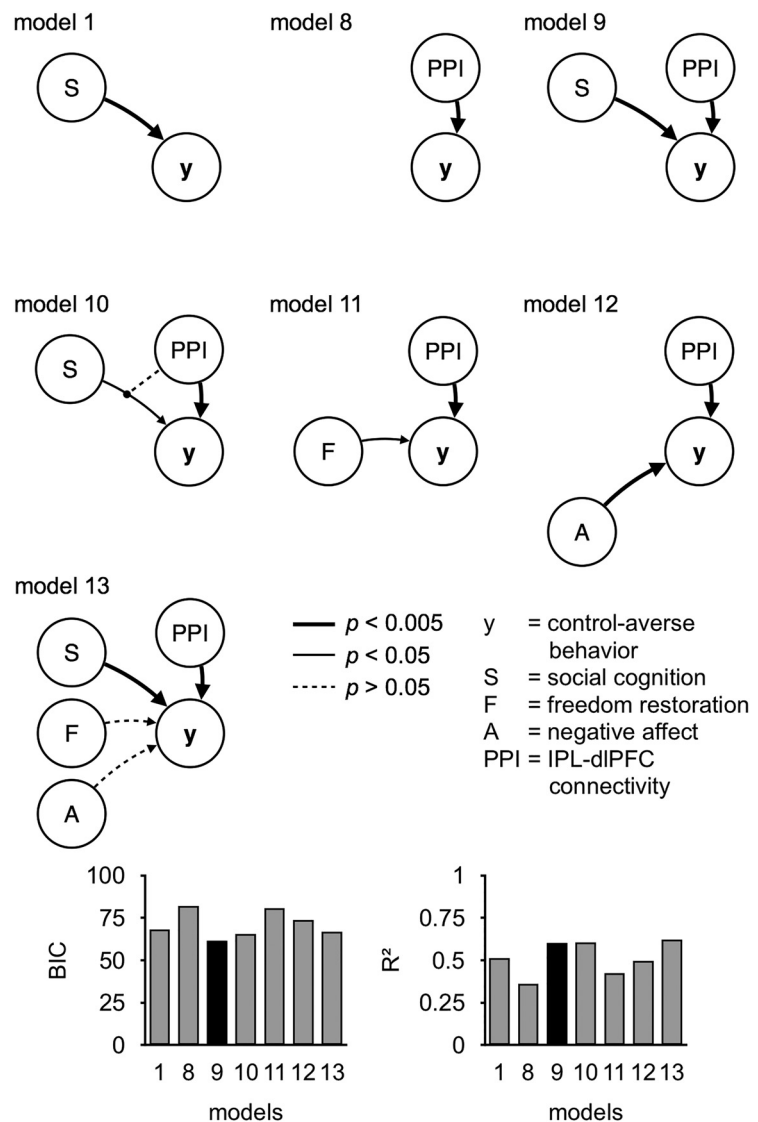 model 1
model 8
model 9
S
PPI
S
PPI
y
y
y
model 10
model 11
model 12
S
PPI
PPI
PPI
y
F
y
y
A
model 13
S
PPI
F
y
A
p < 0.005
p < 0.05
p > 0.05
y = control-averse
behavior
S = social cognition
F = freedom restoration
A = negative affect
PPI = IPL-dlPFC
connectivity
100
75
50
25
0
BIC
1 8 9 10 11 12 13
models
1
0.75
0.5
0.25
0
R²
1 8 9 10 11 12 13
models